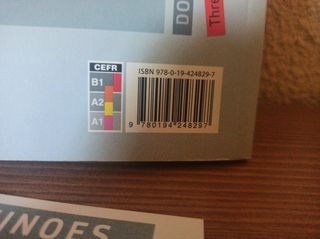 DO
Thre
CEFR
B1
A2
A1
ISBN 978-0-19-424829-7
9 780194 248297
INOES